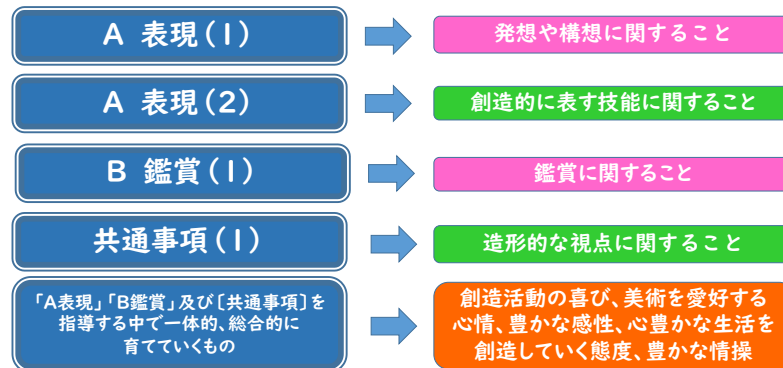 A 表現(1)
発想や構想に関すること
A 表現(2)
創造的に表す技能に関すること
B 鑑賞(1)
鑑賞に関すること
共通事項(1)
造形的な視点に関すること
「A表現」「B鑑賞」及び〔共通事項〕を
指導する中で一体的、総合的に
育てていくもの
創造活動の喜び、美術を愛好する
心情、豊かな感性、心豊かな生活を
創造していく態度、豊かな情操